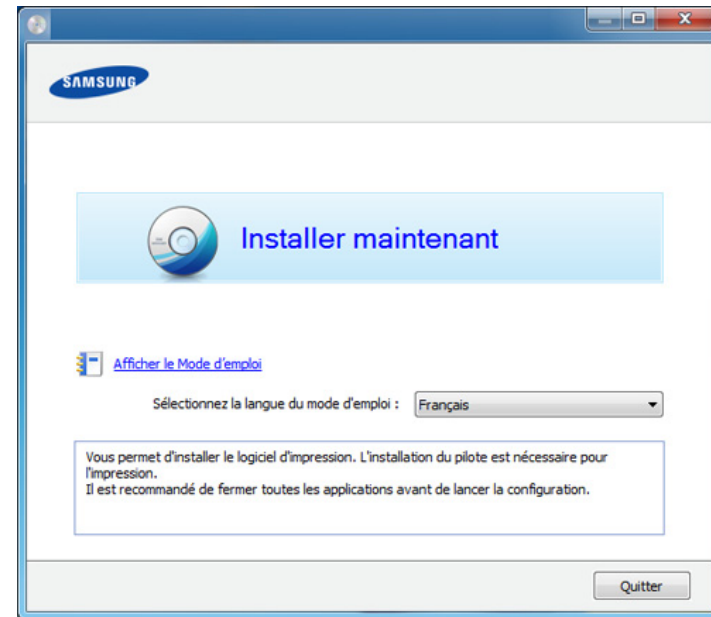 SAMSUNG
Installer maintenant
Afficher le Mode d'emploi
Sélectionnez la langue du mode d'emploi : Français
Vous permet d'installer le logiciel d'impression. L'installation du pilote est nécessaire pour
l'impression.
Il est recommandé de fermer toutes les applications avant de lancer la configuration.
Quitter